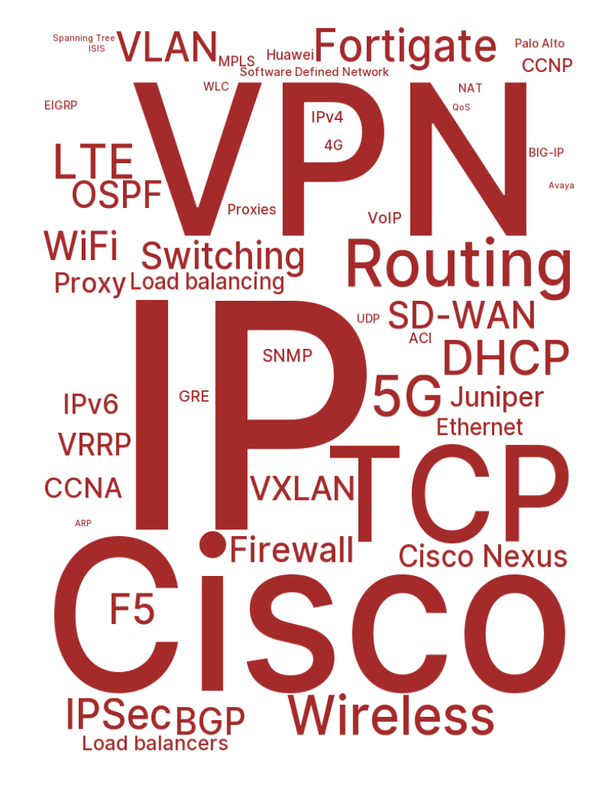 Spanning Tree
ISIS
VLAN
MPLS
Huawei
Fortigate
Palo Alto
CCNP
Software Defined Network
WLC
NAT
EIGRP
QoS
VPN
IPv4
4G
BIG-IP
LTE
Avaya
OSPF
Proxies
VoIP
WiFi
Switching
Routing
Proxy
Load balancing
UDP
SD-WAN
ACI
IP
SNMP
DHCP
GRE
5G
Juniper
IPv6
Ethernet
VRRP
CCNA
VXLAN
TCP
ARP
Firewall
Cisco Nexus
Cisco
F5
IPSec
BGP
Wireless
Load balancers